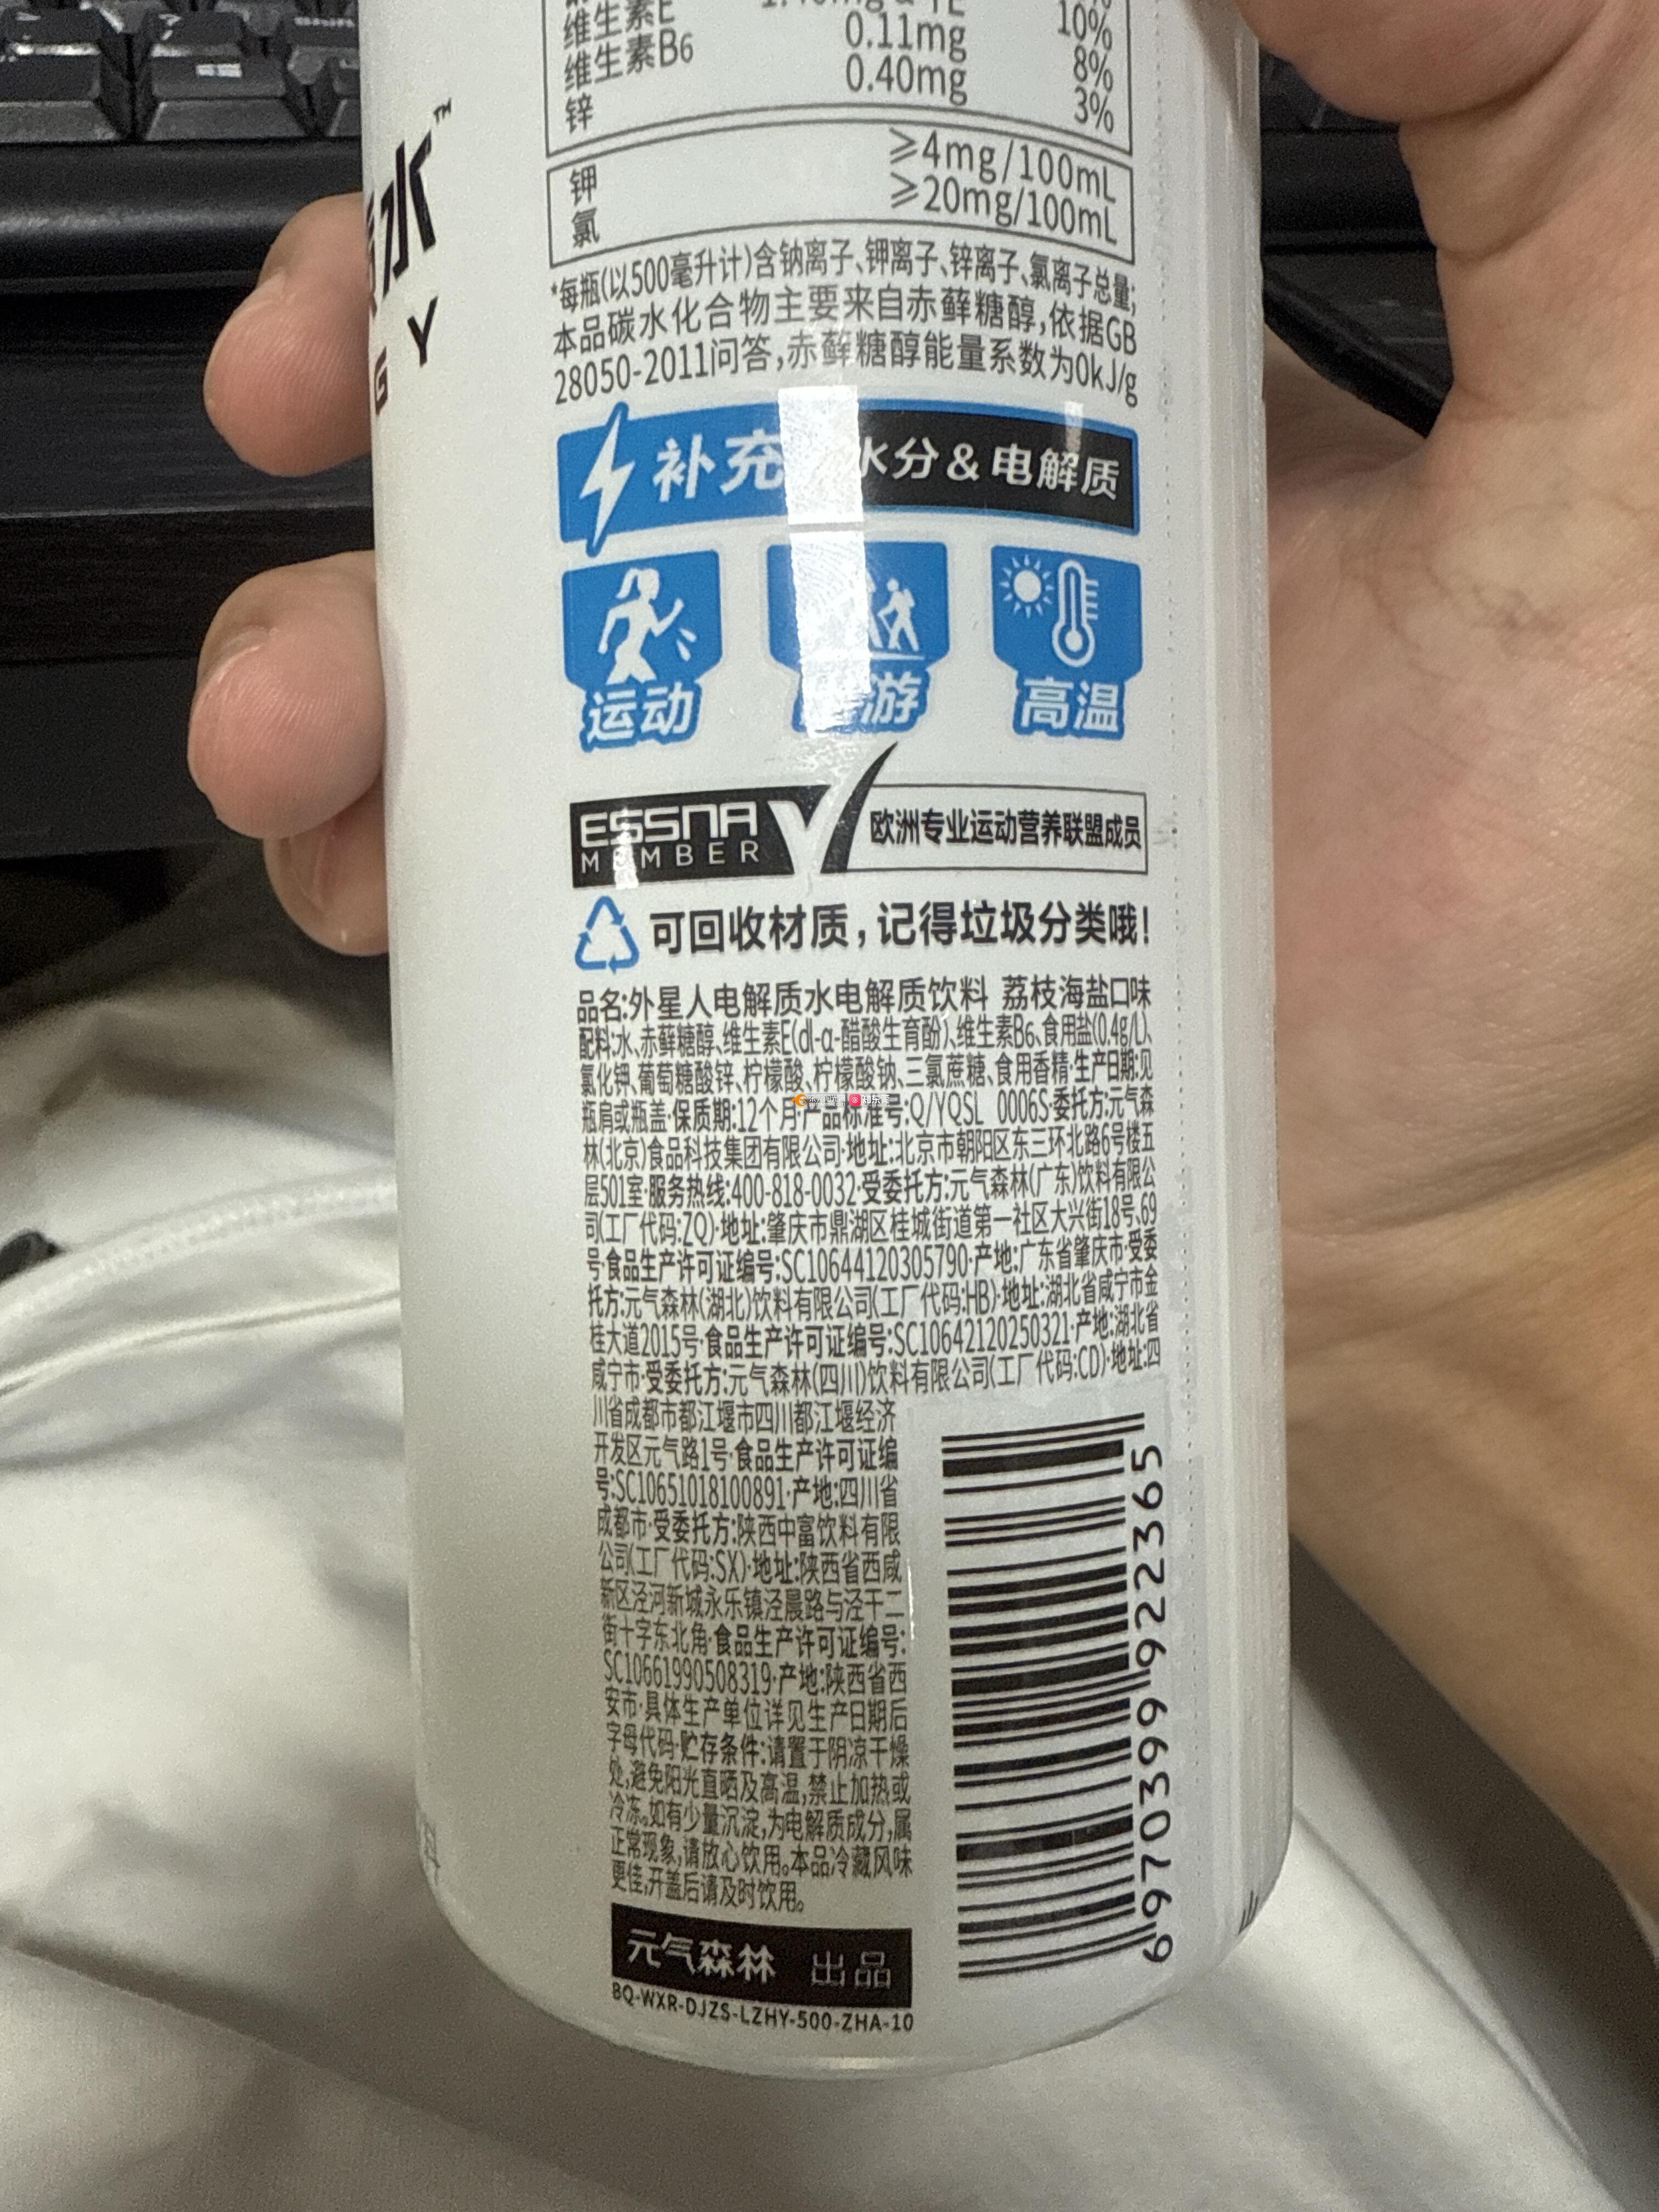 水™
G Y
维生素E
10%
维生素B6 0.11mg 8%
锌 0.40mg 3%
钾 ≥4mg/100mL
氯 ≥20mg/100mL
*每瓶(以500毫升计)含钠离子、钾离子、锌离子、氯离子总量;
本品碳水化合物主要来自赤藓糖醇,依据GB
28050-2011问答,赤藓糖醇能量系数为0kJ/g
补充 水分&电解质
运动 游 高温
ESSNA
MEMBER
欧洲专业运动营养联盟成员
可回收材质,记得垃圾分类哦!
品名:外星人电解质水电解质饮料 荔枝海盐口味
配料:水、赤藓糖醇、维生素E(dl-α-醋酸生育酚)、维生素B6、食用盐(0.4g/L)、
氯化钾、葡萄糖酸锌、柠檬酸、柠檬酸钠、三氯蔗糖、食用香精·生产日期:见
瓶肩或瓶盖·保质期:12个月·产品标准号:Q/YQSL 0006S·委托方:元气森
林(北京)食品科技集团有限公司·地址:北京市朝阳区东三环北路6号楼五
层501室·服务热线:400-818-0032·受委托方:元气森林(广东)饮料有限公
司(工厂代码:ZQ)·地址:肇庆市鼎湖区桂城街道第一社区大兴街18号、69
号·食品生产许可证编号:SC10644120305790·产地:广东省肇庆市·受委
托方:元气森林(湖北)饮料有限公司(工厂代码:HB)·地址:湖北省咸宁市金
桂大道2015号·食品生产许可证编号:SC10642120250321·产地:湖北省
咸宁市·受委托方:元气森林(四川)饮料有限公司(工厂代码:CD)·地址:四
川省成都市都江堰市四川都江堰经济
开发区元气路1号·食品生产许可证编
号:SC10651018100891·产地:四川省
成都市·受委托方:陕西中富饮料有限
公司(工厂代码:SX)·地址:陕西省西咸
新区泾河新城永乐镇泾晨路与泾干二
街十字东北角·食品生产许可证编号:
SC10661990508319·产地:陕西省西
安市·具体生产单位详见生产日期后
字母代码·贮存条件:请置于阴凉干燥
处,避免阳光直晒及高温,禁止加热或
冷冻。如有少量沉淀,为电解质成分,属
正常现象,请放心饮用。本品冷藏风味
更佳,开盖后请及时饮用。
6970399922365
元气森林 出品
BQ-WXR-DJZS-LZHY-500-ZHA-10